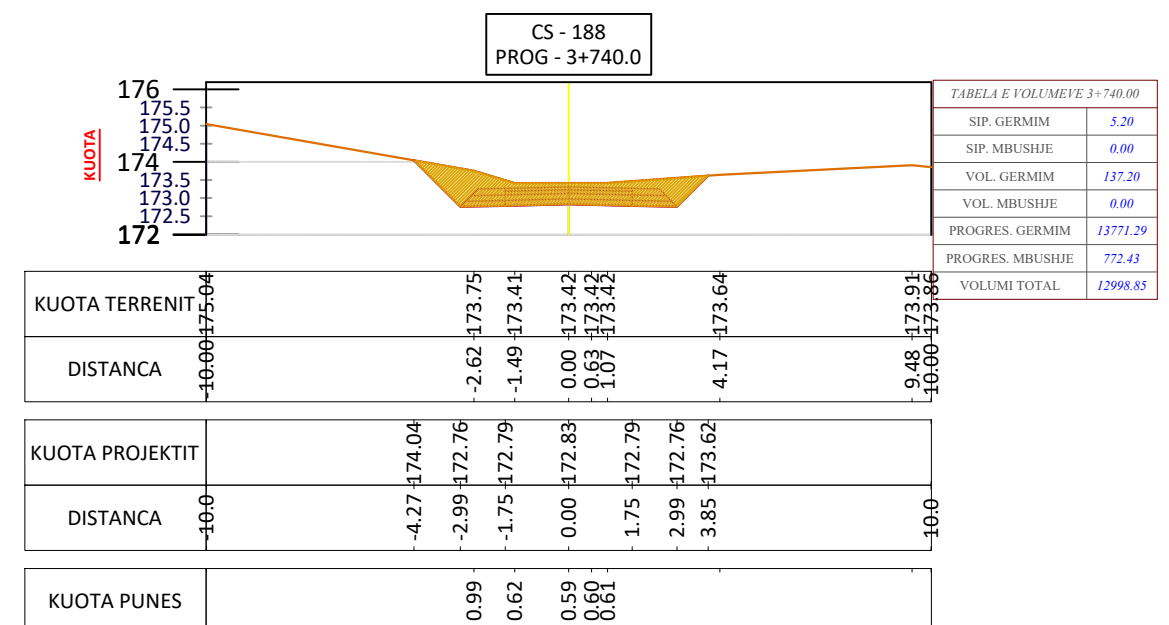 CS - 188
PROG - 3+740.0
KUOTA
176
175.5
175.0
174.5
174
173.5
173.0
172.5
172
TABELA E VOLUMEVE 3+740.00
SIP. GERMIM 5.20
SIP. MBUSHJE 0.00
VOL. GERMIM 137.20
VOL. MBUSHJE 0.00
PROGRES. GERMIM 13771.29
PROGRES. MBUSHJE 772.43
VOLUMI TOTAL 12998.85
KUOTA TERRENIT 175.04 173.75 173.41 173.42 173.42 173.42 173.64 173.91 173.86
DISTANCA -10.00 -2.62 -1.49 0.00 0.63 1.07 4.17 9.48 10.00
KUOTA PROJEKTIT 174.04 172.76 172.79 172.83 172.79 172.76 173.62
DISTANCA -10.0 -4.27 -2.99 -1.75 0.00 1.75 2.99 3.85 10.0
KUOTA PUNES 0.99 0.62 0.59 0.60 0.61